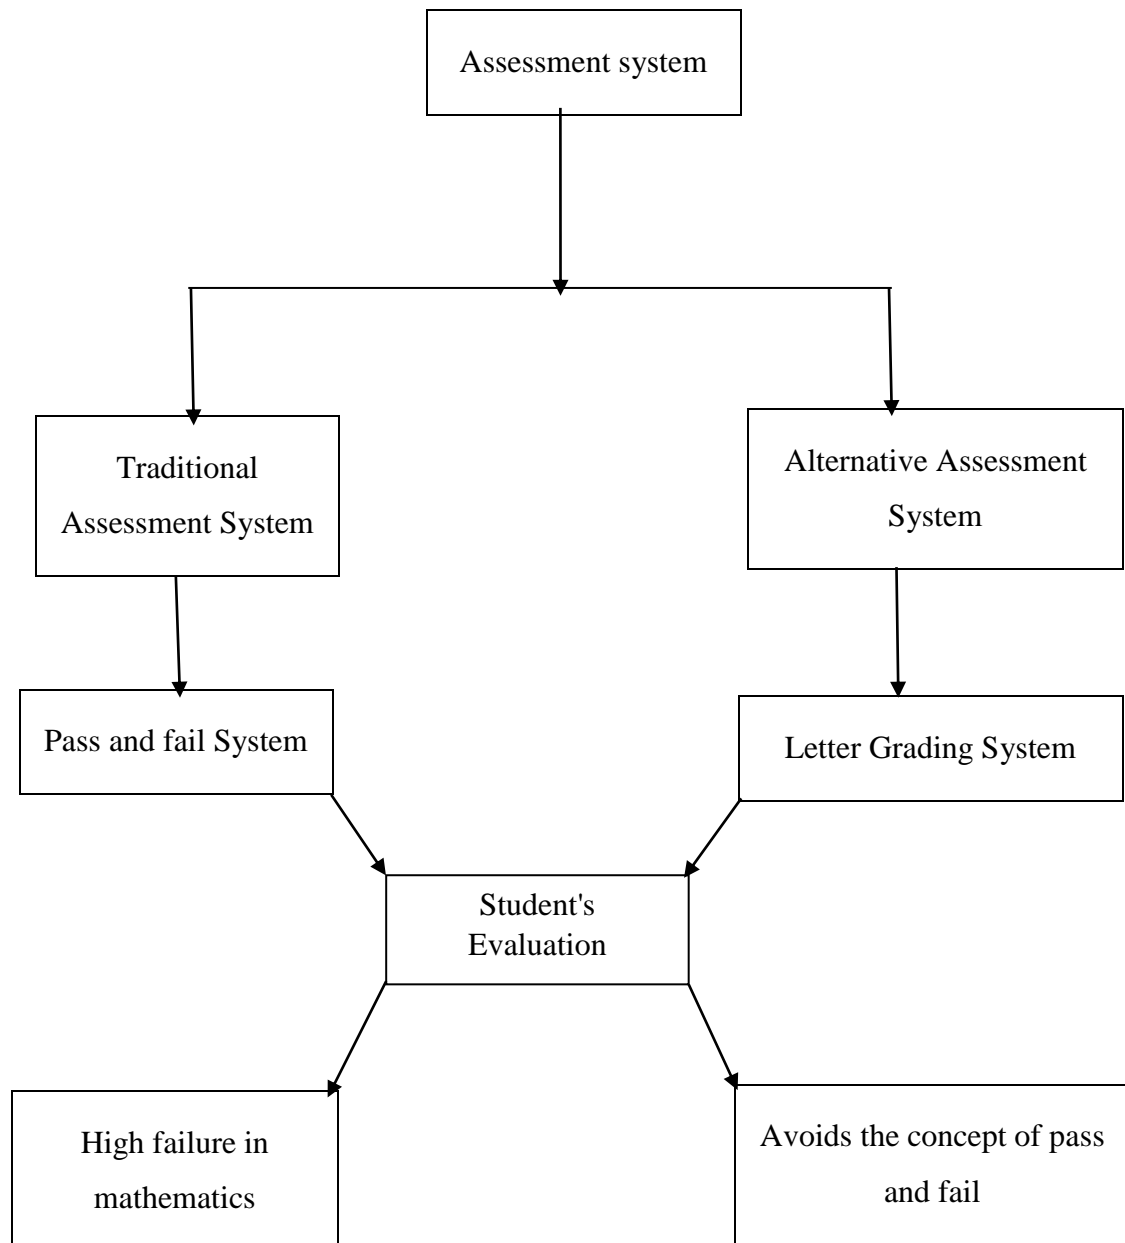 Assessment system
Traditional
Assessment System
Alternative Assessment
System
Pass and fail System
Letter Grading System
Student's
Evaluation
High failure in
mathematics
Avoids the concept of pass
and fail